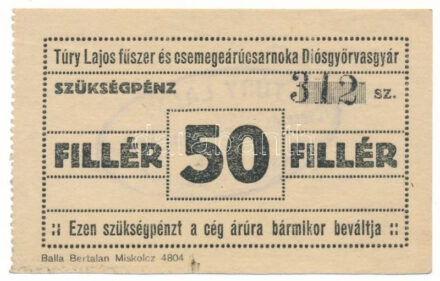 Túry Lajos fűszer és csemegeárúcsarnoka Diósgyőrvasgyár
SZÜKSÉGPÉNZ 312 sz.
FILLÉR 50 FILLÉR
:: Ezen szükségpénzt a cég árúra bármikor beváltja ::
Balla Bertalan Miskolcz 4804